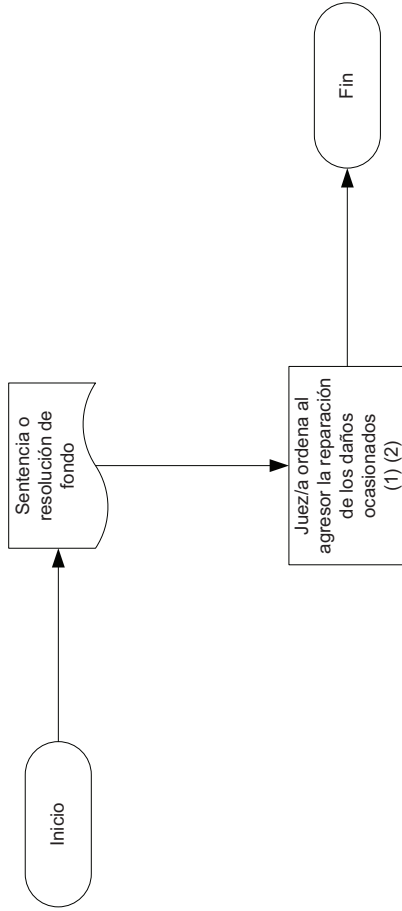 Inicio
Sentencia o
resolución de
fondo
Juez/a ordena al
agresor la reparación
de los daños
ocasionados
(1) (2)
Fin